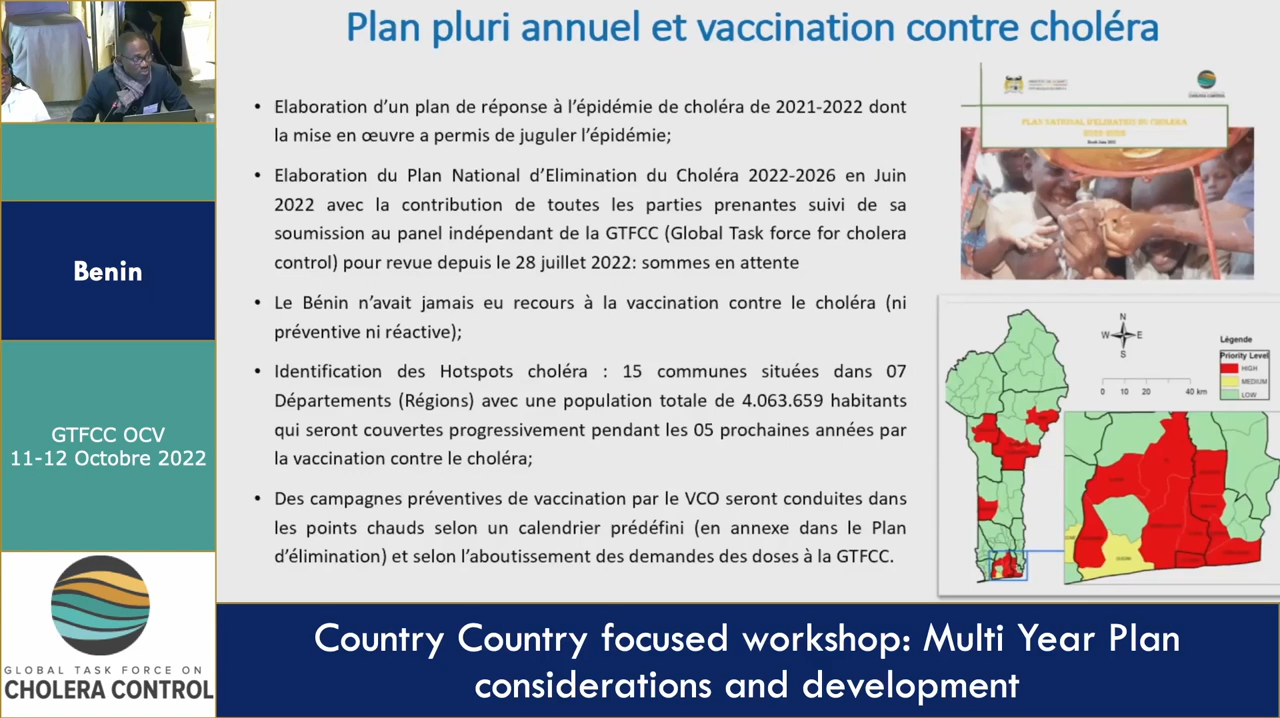 Plan pluri annuel et vaccination contre choléra
• Elaboration d'un plan de réponse à l'épidémie de choléra de 2021-2022 dont
la mise en œuvre a permis de juguler l'épidémie;
• Elaboration du Plan National d'Elimination du Choléra 2022-2026 en Juin
2022 avec la contribution de toutes les parties prenantes suivi de sa
soumission au panel indépendant de la GTFCC (Global Task force for cholera
control) pour revue depuis le 28 juillet 2022: sommes en attente
• Le Bénin n'avait jamais eu recours à la vaccination contre le choléra (ni
préventive ni réactive);
• Identification des Hotspots choléra : 15 communes situées dans 07
Départements (Régions) avec une population totale de 4.063.659 habitants
qui seront couvertes progressivement pendant les 05 prochaines années par
la vaccination contre le choléra;
• Des campagnes préventives de vaccination par le VCO seront conduites dans
les points chauds selon un calendrier prédéfini (en annexe dans le Plan
d'élimination) et selon l'aboutissement des demandes des doses à la GTFCC.
PLAN NATIONAL D'ELIMINATION DU CHOLERA
2022-2026
N
W E
S
0 10 20 40 km
Légende
Priority Level
HIGH
MEDIUM
LOW
Benin
GTFCC OCV
11-12 Octobre 2022
GLOBAL TASK FORCE ON
CHOLERA CONTROL
Country Country focused workshop: Multi Year Plan
considerations and development